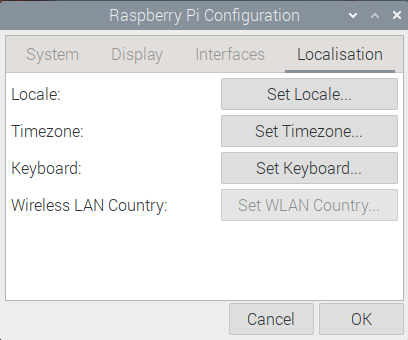 Raspberry Pi Configuration
System Display Interfaces Localisation
Locale: Set Locale...
Timezone: Set Timezone...
Keyboard: Set Keyboard...
Wireless LAN Country: Set WLAN Country...
Cancel OK